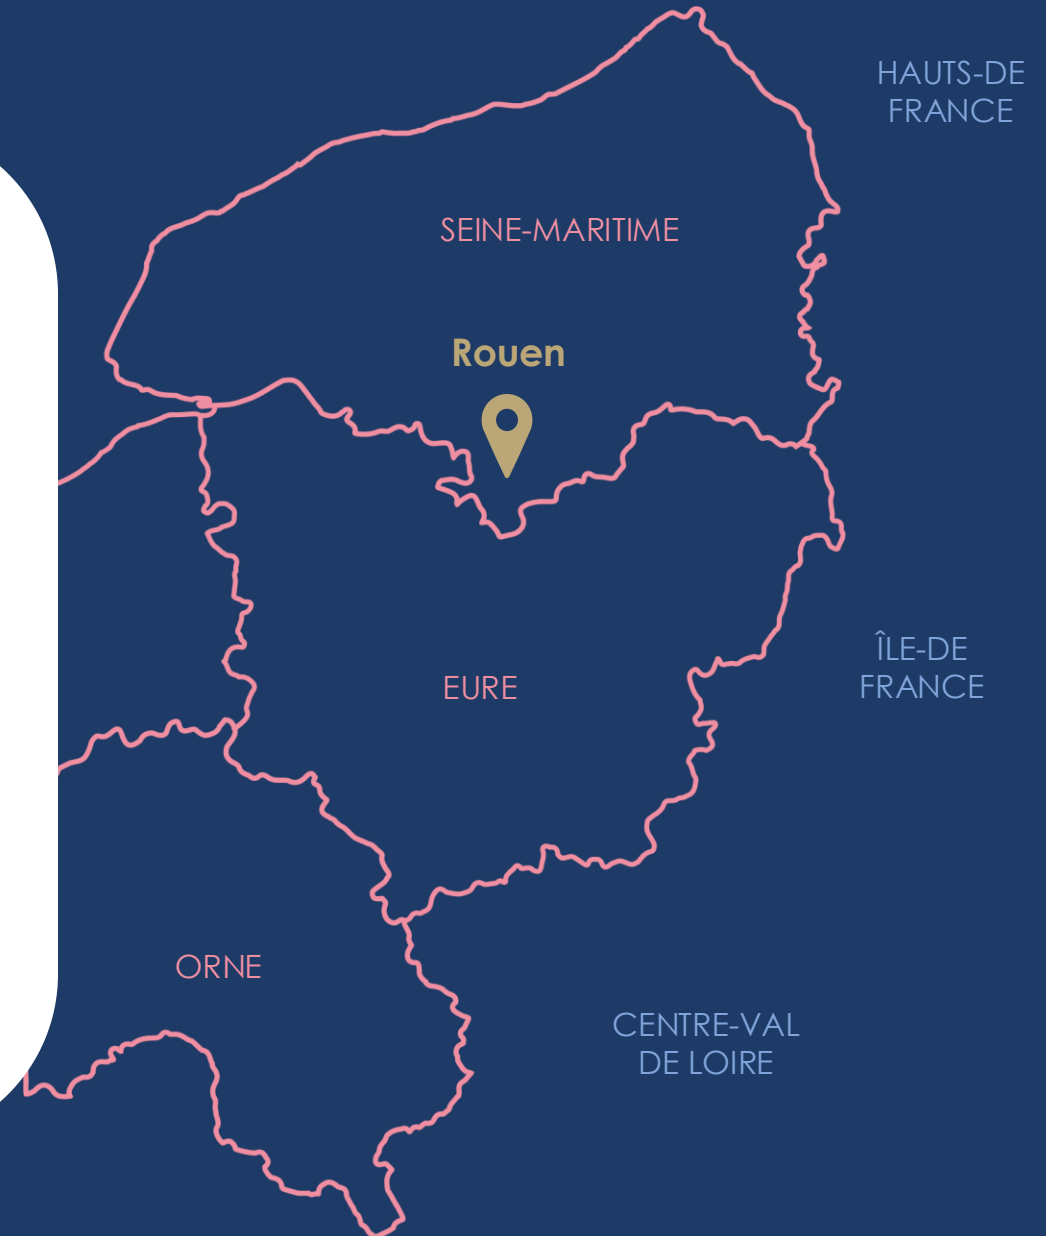 HAUTS-DE
FRANCE
SEINE-MARITIME
Rouen
ÎLE-DE
FRANCE
EURE
ORNE
CENTRE-VAL
DE LOIRE